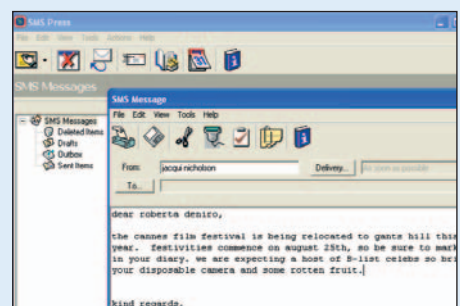 SMS Press
File Edit View Tools Actions Help
SMS Messages
SMS Message
File Edit View Tools Help
SMS Messages
Deleted Items
Drafts
Outbox
Sent Items
From: jacqui nicholson Delivery... As soon as possible
To...
dear roberta deniro,
the cannes film festival is being relocated to gants hill this
year. festivities commence on august 25th, so be sure to mark
in your diary. we are expecting a host of B-list celebs so bri
your disposable camera and some rotten fruit.
kind regards,